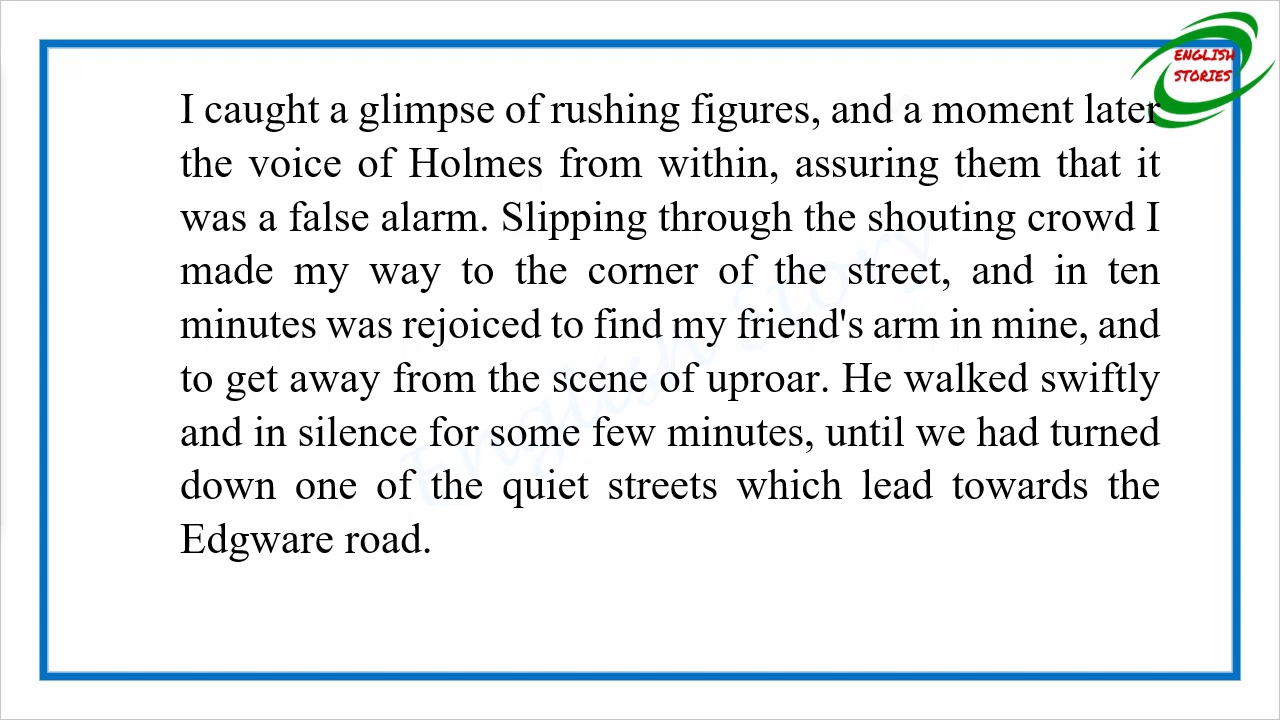 ENGLISH
STORIES
I caught a glimpse of rushing figures, and a moment later
the voice of Holmes from within, assuring them that it
was a false alarm. Slipping through the shouting crowd I
made my way to the corner of the street, and in ten
minutes was rejoiced to find my friend's arm in mine, and
to get away from the scene of uproar. He walked swiftly
and in silence for some few minutes, until we had turned
down one of the quiet streets which lead towards the
Edgware road.
English Story